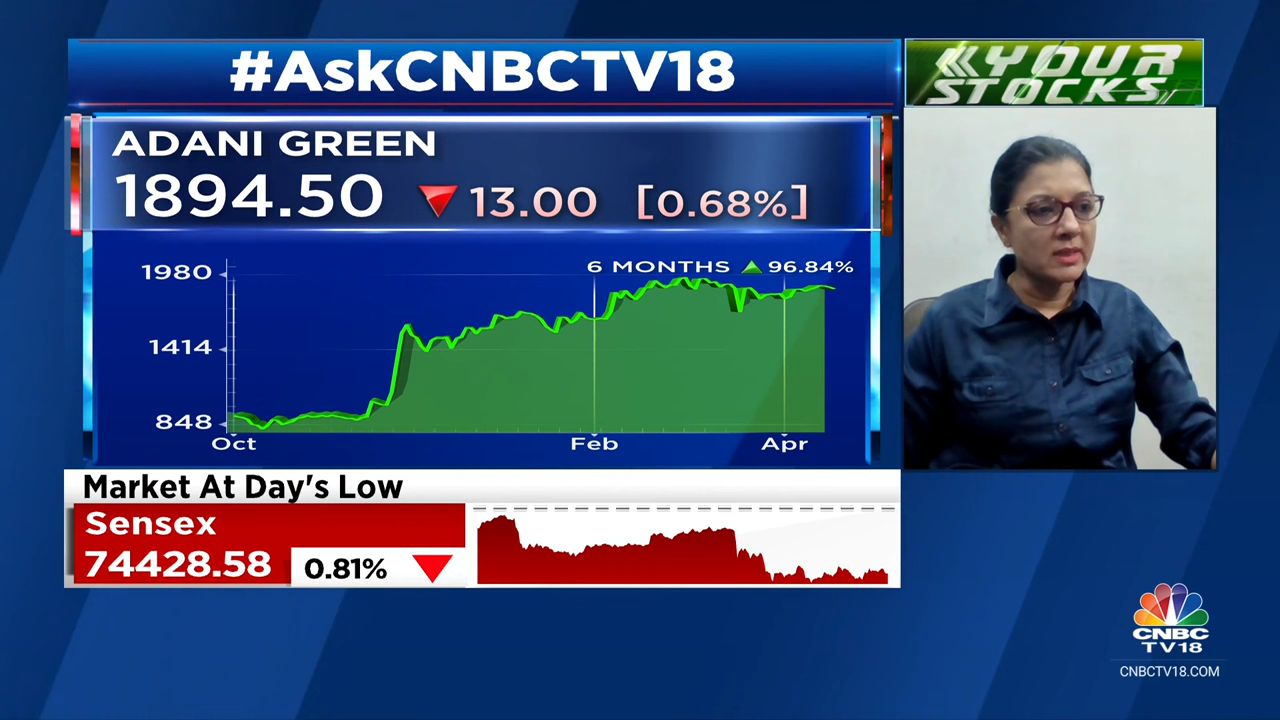 #AskCNBCTV18
YOUR
STOCKS
ADANI GREEN
1894.50 ▼ 13.00 [0.68%]
6 MONTHS ▲ 96.84%
1980
1414
848
Oct Feb Apr
Market At Day's Low
Sensex
74428.58 0.81% ▼
CNBC
TV18
CNBCTV18.COM